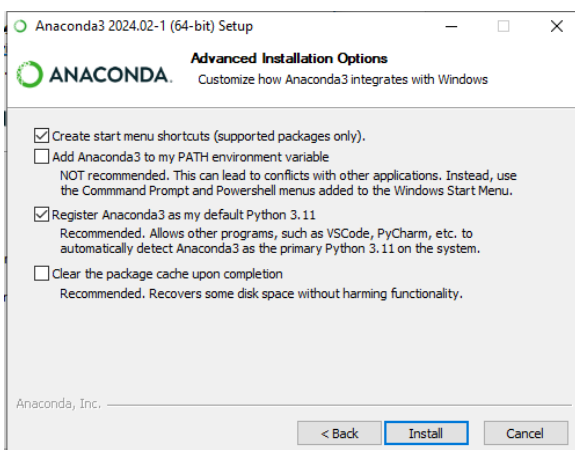 Anaconda3 2024.02-1 (64-bit) Setup
ANACONDA.
Advanced Installation Options
Customize how Anaconda3 integrates with Windows
Create start menu shortcuts (supported packages only).
Add Anaconda3 to my PATH environment variable
NOT recommended. This can lead to conflicts with other applications. Instead, use
the Commmand Prompt and Powershell menus added to the Windows Start Menu.
Register Anaconda3 as my default Python 3.11
Recommended. Allows other programs, such as VSCode, PyCharm, etc. to
automatically detect Anaconda3 as the primary Python 3.11 on the system.
Clear the package cache upon completion
Recommended. Recovers some disk space without harming functionality.
Anaconda, Inc.
< Back
Install
Cancel